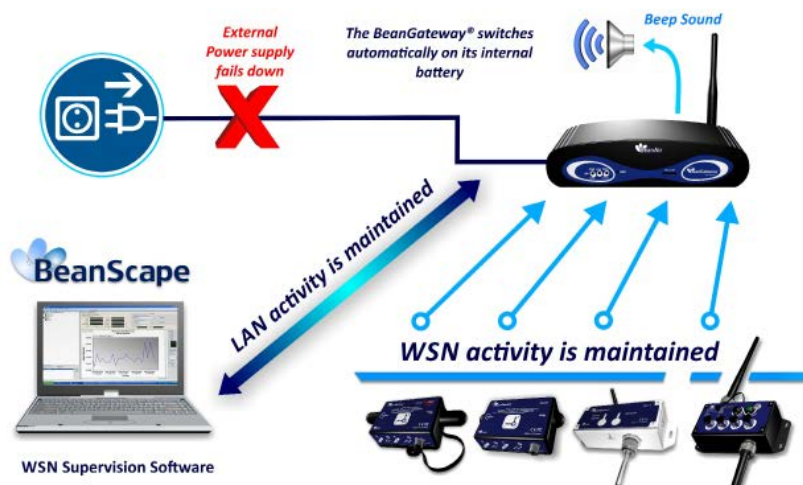 External
Power supply
fails down
The BeanGateway® switches
automatically on its internal
battery
Beep Sound
LAN activity is maintained
BeanScape
WSN activity is maintained
WSN Supervision Software